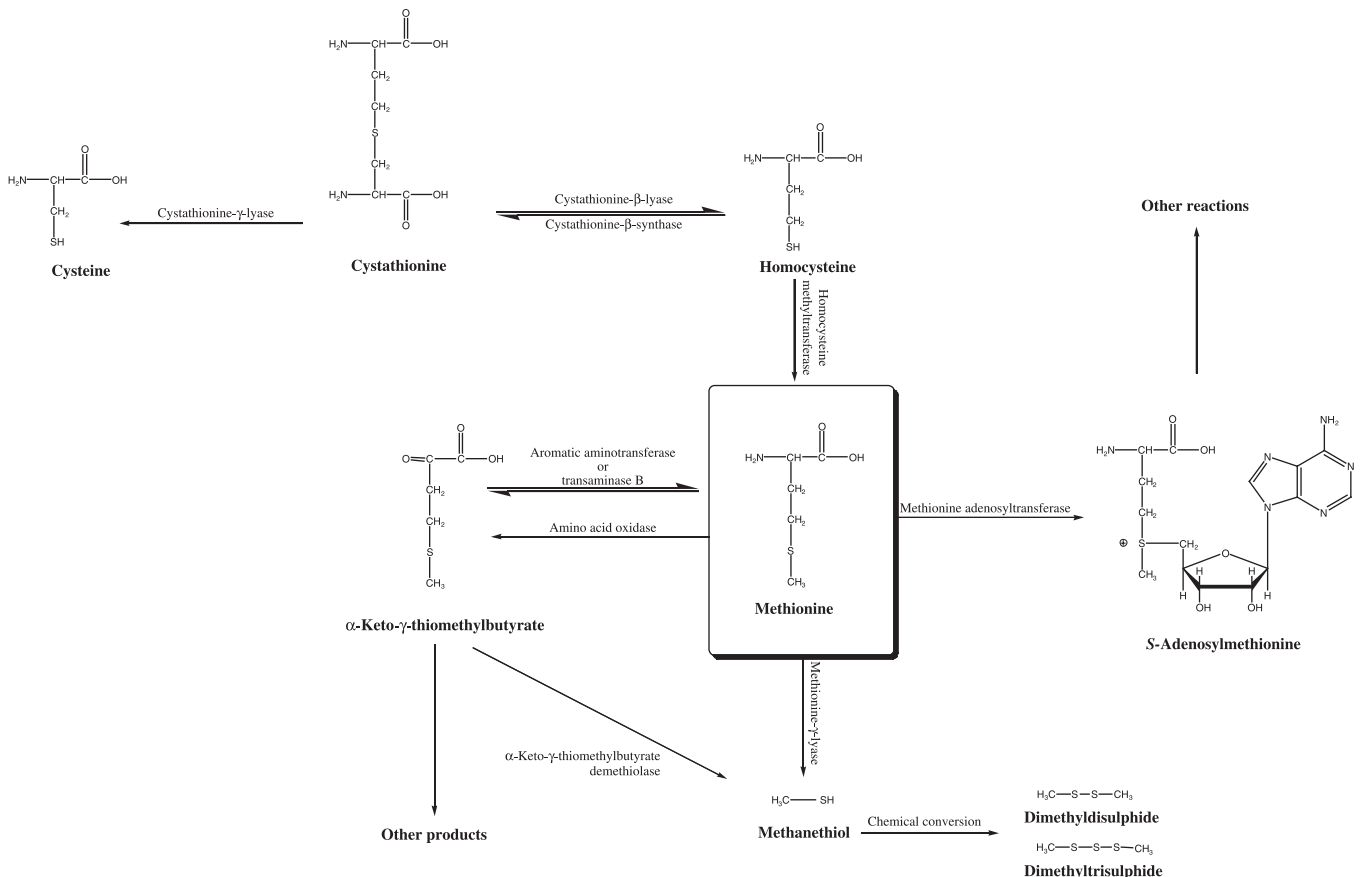 O
H₂N—CH—C—OH
CH₂
CH₂
S
CH₂
H₂N—CH—C—OH
O
Cystathionine
O
H₂N—CH—C—OH
CH₂
SH
Cysteine
Cystathionine-γ-lyase
Cystathionine-β-lyase
Cystathionine-β-synthase
O
H₂N—CH—C—OH
CH₂
CH₂
SH
Homocysteine
Other reactions
Homocysteine
methyltransferase
O
O=C—C—OH
CH₂
CH₂
S
CH₃
α-Keto-γ-thiomethylbutyrate
Aromatic aminotransferase
or
transaminase B
Amino acid oxidase
O
H₂N—CH—C—OH
CH₂
CH₂
S
CH₃
Methionine
Methionine adenosyltransferase
O
H₂N—CH—C—OH
CH₂
CH₂
⊕ S—CH₂
CH₃
NH₂
N
N
N
N
O
H H
H H
OH OH
S-Adenosylmethionine
Methionine-γ-lyase
α-Keto-γ-thiomethylbutyrate
demethiolase
Other products
H₃C—SH
Methanethiol
Chemical conversion
H₃C—S—S—CH₃
Dimethyldisulphide
H₃C—S—S—S—CH₃
Dimethyltrisulphide